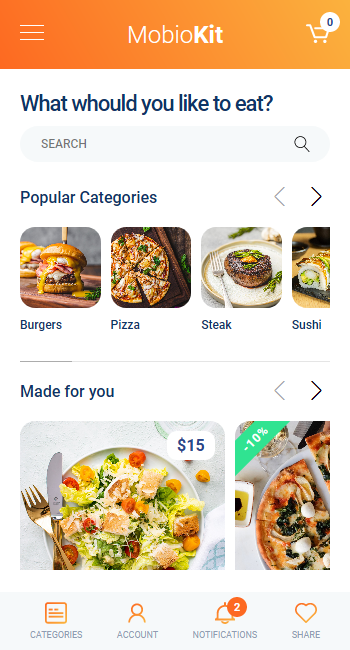 0
MobioKit
What whould you like to eat?
SEARCH
Popular Categories
Burgers
Pizza
Steak
Sushi
Made for you
$15
-10%
2
CATEGORIES
ACCOUNT
NOTIFICATIONS
SHARE